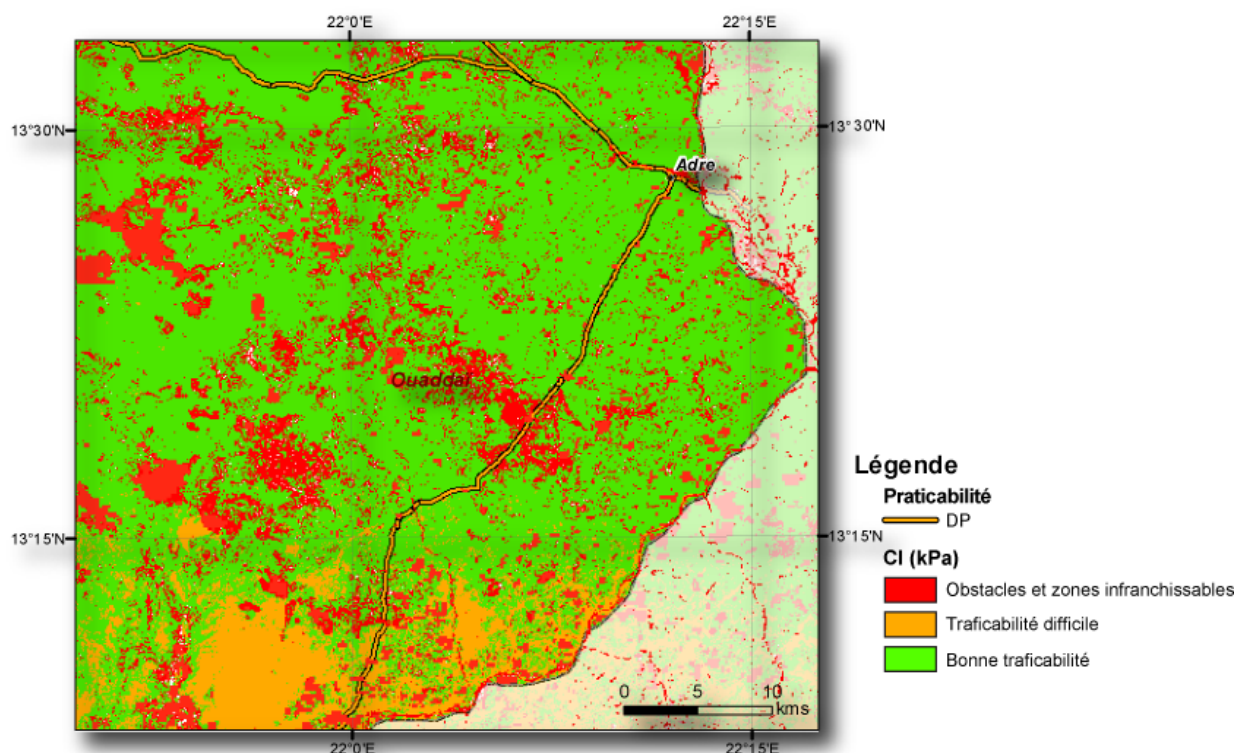 22°0'E
22°15'E
13°30'N
13°30'N
Adre
Ouaddaï
Légende
Praticabilité
DP
CI (kPa)
13°15'N
13°15'N
Obstacles et zones infranchissables
Traficabilité difficile
Bonne traficabilité
0 5 10
kms
22°0'E
22°15'E